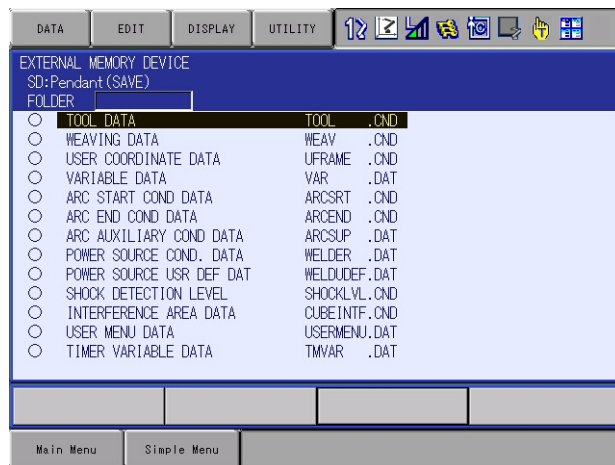 DATA EDIT DISPLAY UTILITY
EXTERNAL MEMORY DEVICE
SD:Pendant(SAVE)
FOLDER
TOOL DATA TOOL .CND
WEAVING DATA WEAV .CND
USER COORDINATE DATA UFRAME .CND
VARIABLE DATA VAR .DAT
ARC START COND DATA ARCSRT .CND
ARC END COND DATA ARCEND .CND
ARC AUXILIARY COND DATA ARCSUP .DAT
POWER SOURCE COND. DATA WELDER .DAT
POWER SOURCE USR DEF DAT WELDUDEF.DAT
SHOCK DETECTION LEVEL SHOCKLVL.CND
INTERFERENCE AREA DATA CUBEINTF.CND
USER MENU DATA USERMENU.DAT
TIMER VARIABLE DATA TMVAR .DAT
Main Menu Simple Menu